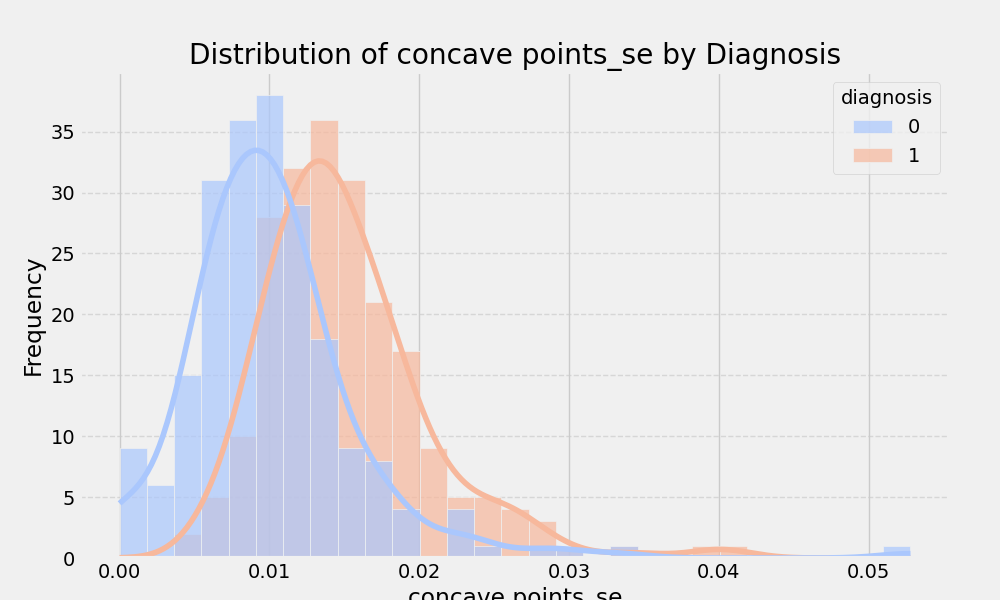 Distribution of concave points_se by Diagnosis
diagnosis
0
1
Frequency
35
30
25
20
15
10
5
0
0.00 0.01 0.02 0.03 0.04 0.05
concave points_se